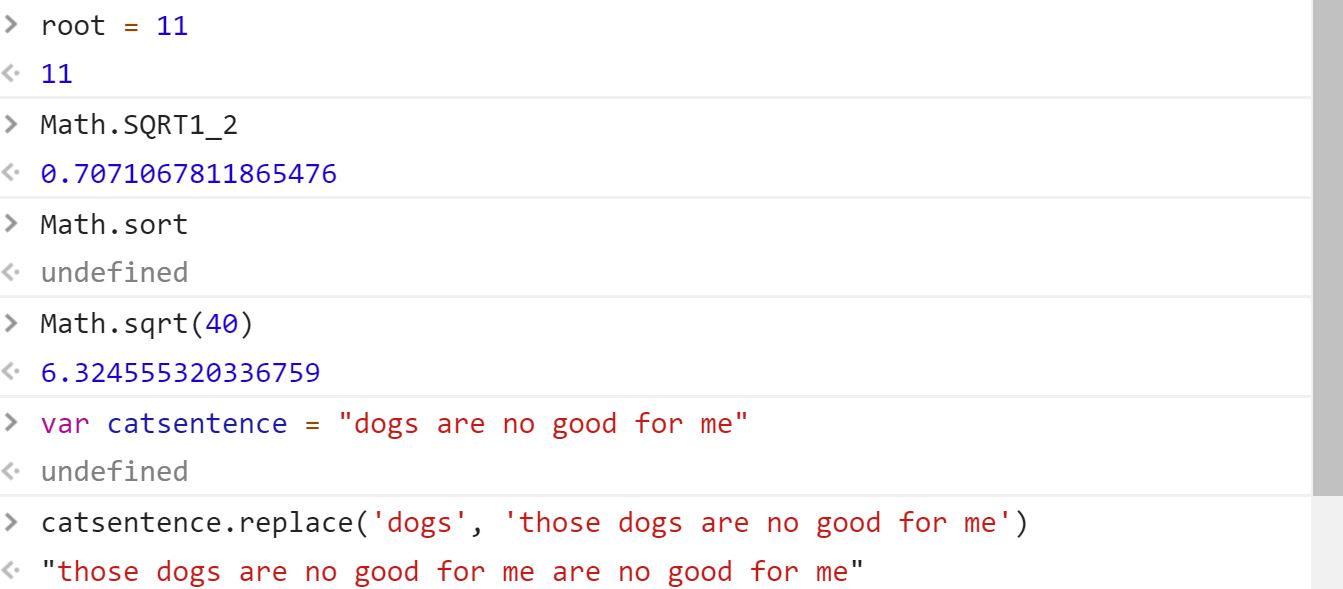 > root = 11
<· 11
> Math.SQRT1_2
<· 0.7071067811865476
> Math.sort
<· undefined
> Math.sqrt(40)
<· 6.324555320336759
> var catsentence = "dogs are no good for me"
<· undefined
> catsentence.replace('dogs', 'those dogs are no good for me')
<· "those dogs are no good for me are no good for me"